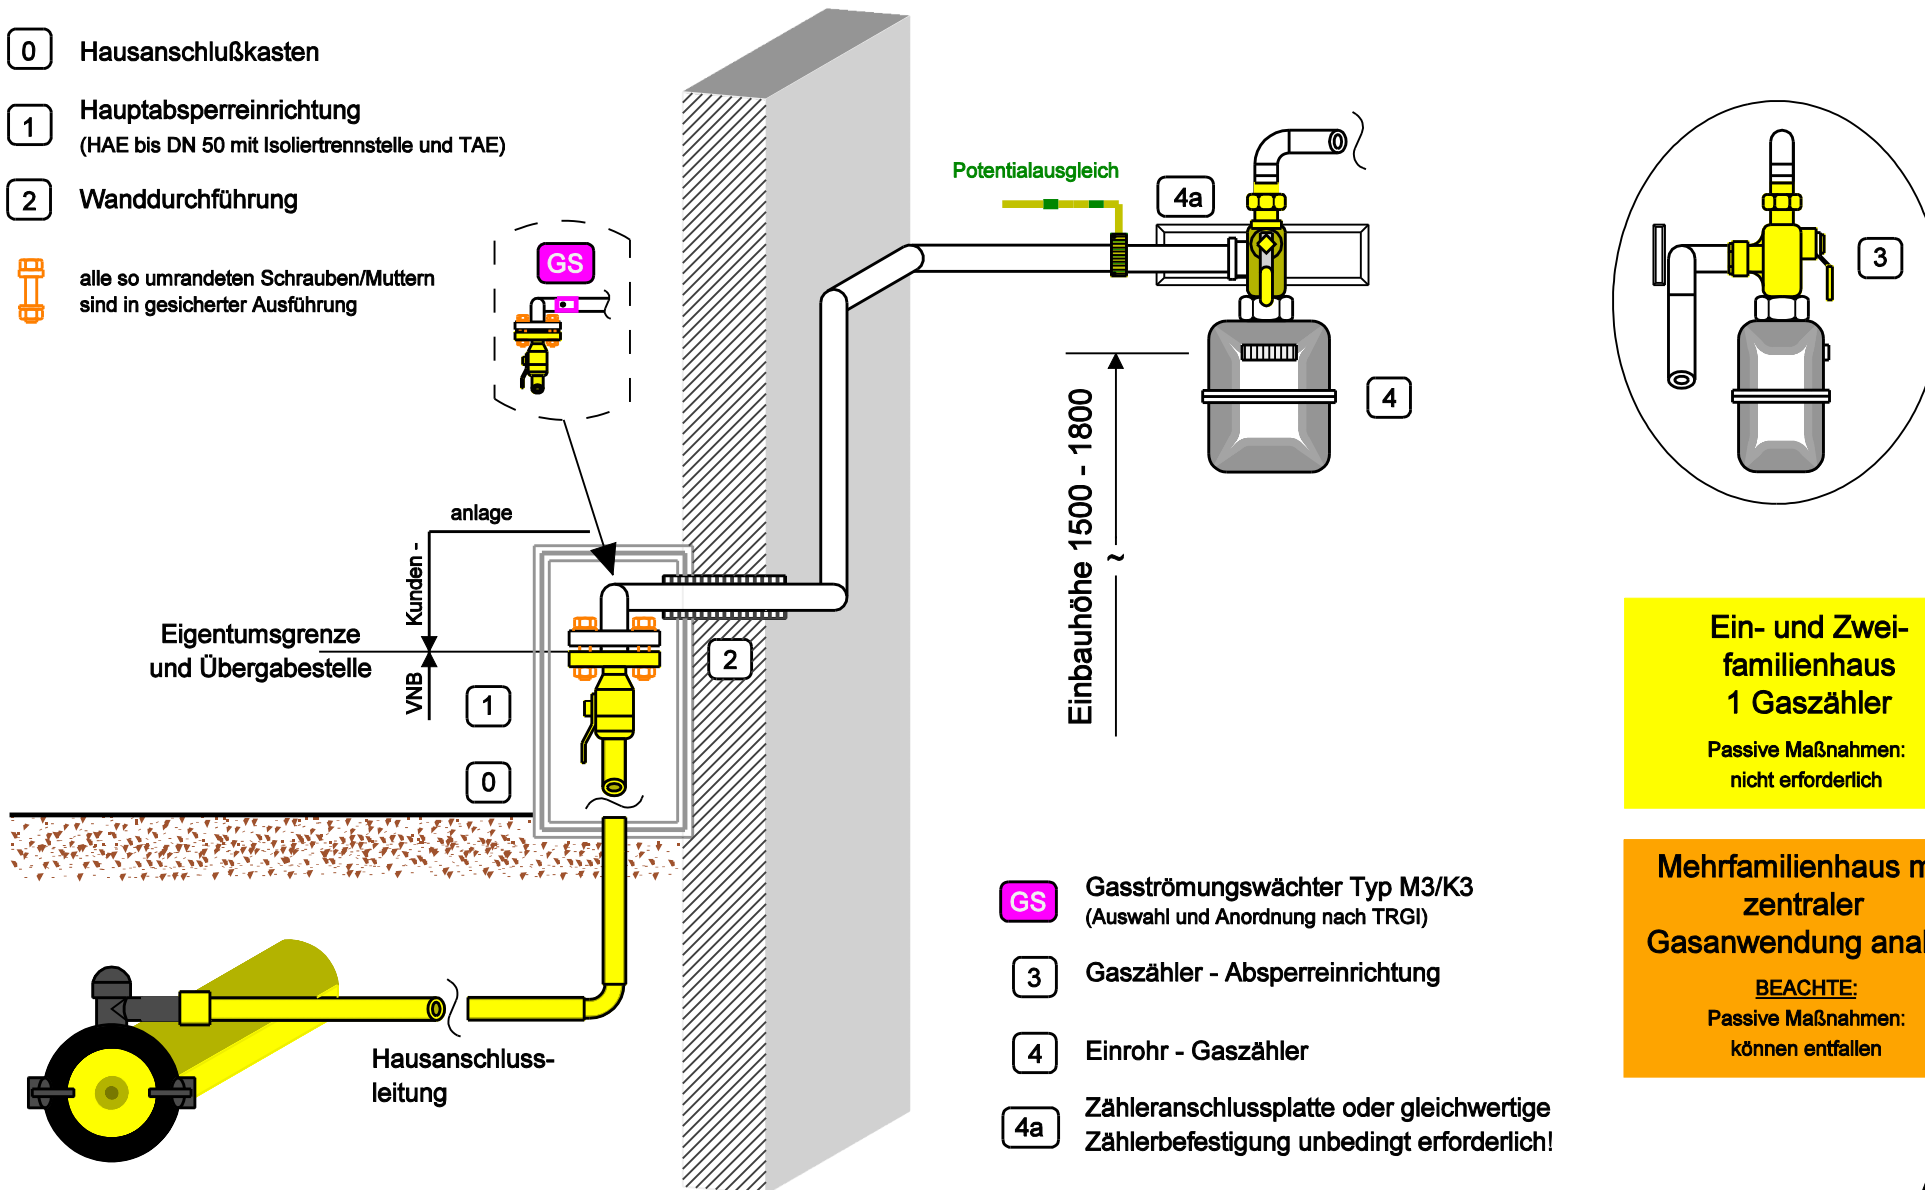 0 Hausanschlußkasten
1 Hauptabsperreinrichtung
(HAE bis DN 50 mit Isoliertrennstelle und TAE)
2 Wanddurchführung
alle so umrandeten Schrauben/Muttern
sind in gesicherter Ausführung
GS
Potentialausgleich
4a
3
4
Einbauhöhe 1500 - 1800
~
anlage
Kunden -
Eigentumsgrenze
und Übergabestelle
VNB
1
0
2
Hausanschluss-
leitung
GS Gasströmungswächter Typ M3/K3
(Auswahl und Anordnung nach TRGI)
3 Gaszähler - Absperreinrichtung
4 Einrohr - Gaszähler
4a Zähleranschlussplatte oder gleichwertige
Zählerbefestigung unbedingt erforderlich!
Ein- und Zwei-
familienhaus
1 Gaszähler
Passive Maßnahmen:
nicht erforderlich
Mehrfamilienhaus
zentraler
Gasanwendung
BEACHTE:
Passive Maßnahmen:
können entfallen